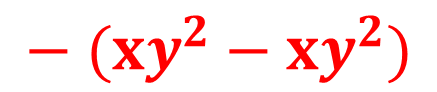 − (xy² − xy²)